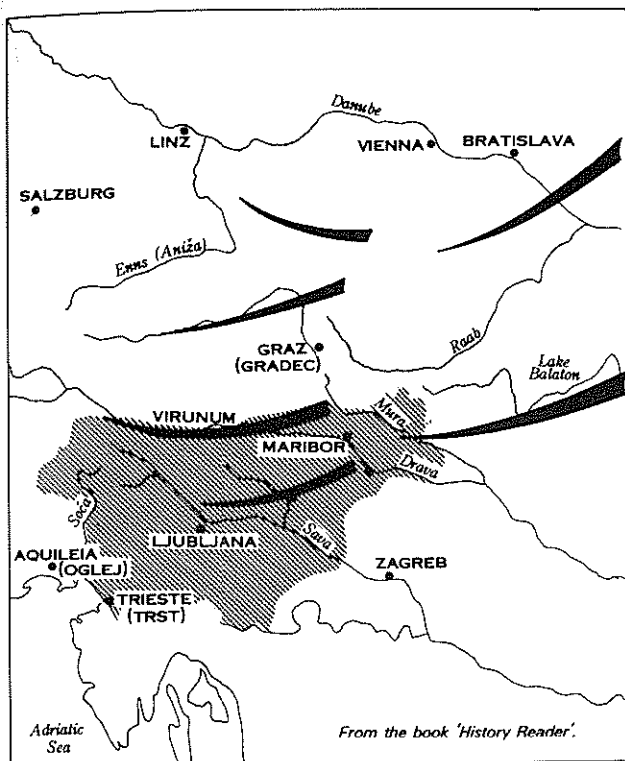 Danube
LINZ
VIENNA
BRATISLAVA
SALZBURG
Enns (Aniža)
Raab
GRAZ
(GRADEC)
Lake
Balaton
VIRUNUM
Mura
MARIBOR
Drava
Soča
LJUBLJANA
Sava
AQUILEIA
(OGLEJ)
ZAGREB
TRIESTE
(TRST)
Adriatic
Sea
From the book 'History Reader'.